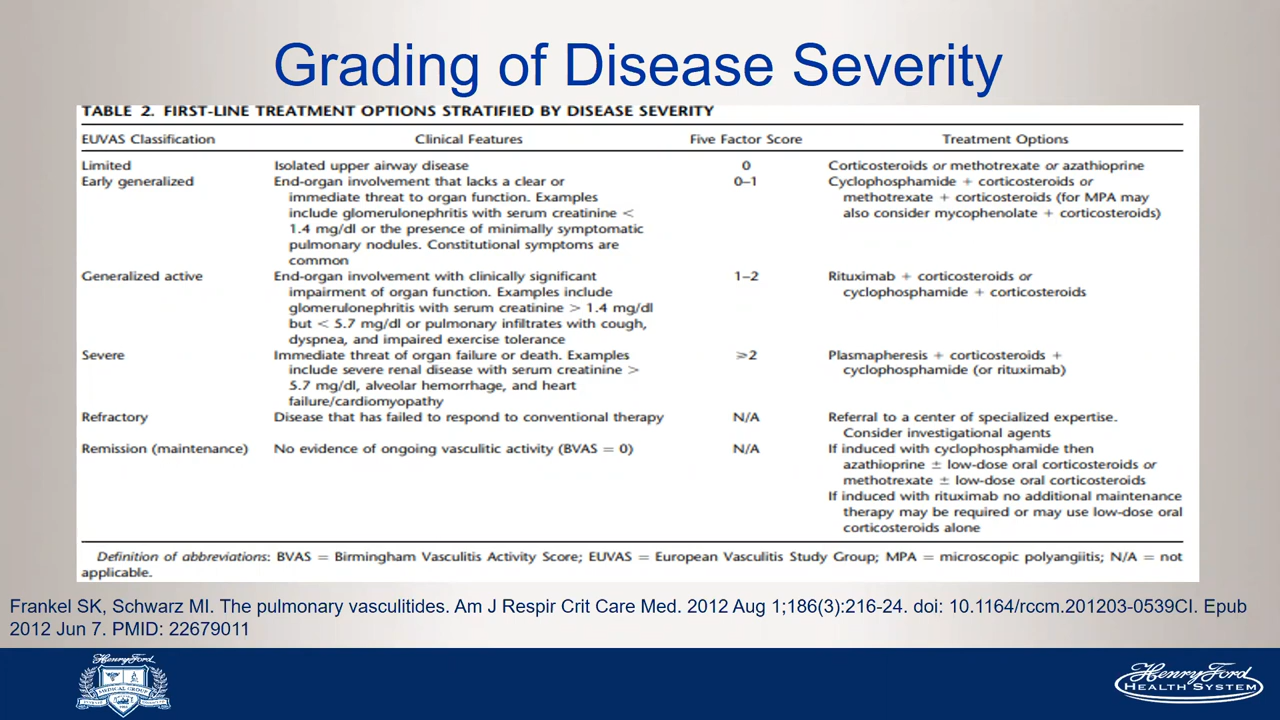 Grading of Disease Severity
TABLE 2. FIRST-LINE TREATMENT OPTIONS STRATIFIED BY DISEASE SEVERITY
EUVAS Classification Clinical Features Five Factor Score Treatment Options
Limited Isolated upper airway disease 0 Corticosteroids or methotrexate or azathioprine
Early generalized End-organ involvement that lacks a clear or 0–1 Cyclophosphamide + corticosteroids or
immediate threat to organ function. Examples methotrexate + corticosteroids (for MPA may
include glomerulonephritis with serum creatinine < also consider mycophenolate + corticosteroids)
1.4 mg/dl or the presence of minimally symptomatic
pulmonary nodules. Constitutional symptoms are
common
Generalized active End-organ involvement with clinically significant 1–2 Rituximab + corticosteroids or
impairment of organ function. Examples include cyclophosphamide + corticosteroids
glomerulonephritis with serum creatinine > 1.4 mg/dl
but < 5.7 mg/dl or pulmonary infiltrates with cough,
dyspnea, and impaired exercise tolerance
Severe Immediate threat of organ failure or death. Examples ⩾2 Plasmapheresis + corticosteroids +
include severe renal disease with serum creatinine > cyclophosphamide (or rituximab)
5.7 mg/dl, alveolar hemorrhage, and heart
failure/cardiomyopathy
Refractory Disease that has failed to respond to conventional therapy N/A Referral to a center of specialized expertise.
Consider investigational agents
Remission (maintenance) No evidence of ongoing vasculitic activity (BVAS = 0) N/A If induced with cyclophosphamide then
azathioprine ± low-dose oral corticosteroids or
methotrexate ± low-dose oral corticosteroids
If induced with rituximab no additional maintenance
therapy may be required or may use low-dose oral
corticosteroids alone
Definition of abbreviations: BVAS = Birmingham Vasculitis Activity Score; EUVAS = European Vasculitis Study Group; MPA = microscopic polyangiitis; N/A = not
applicable.
Frankel SK, Schwarz MI. The pulmonary vasculitides. Am J Respir Crit Care Med. 2012 Aug 1;186(3):216-24. doi: 10.1164/rccm.201203-0539CI. Epub
2012 Jun 7. PMID: 22679011
Henry Ford
MEDICAL GROUP
Henry Ford
HEALTH SYSTEM